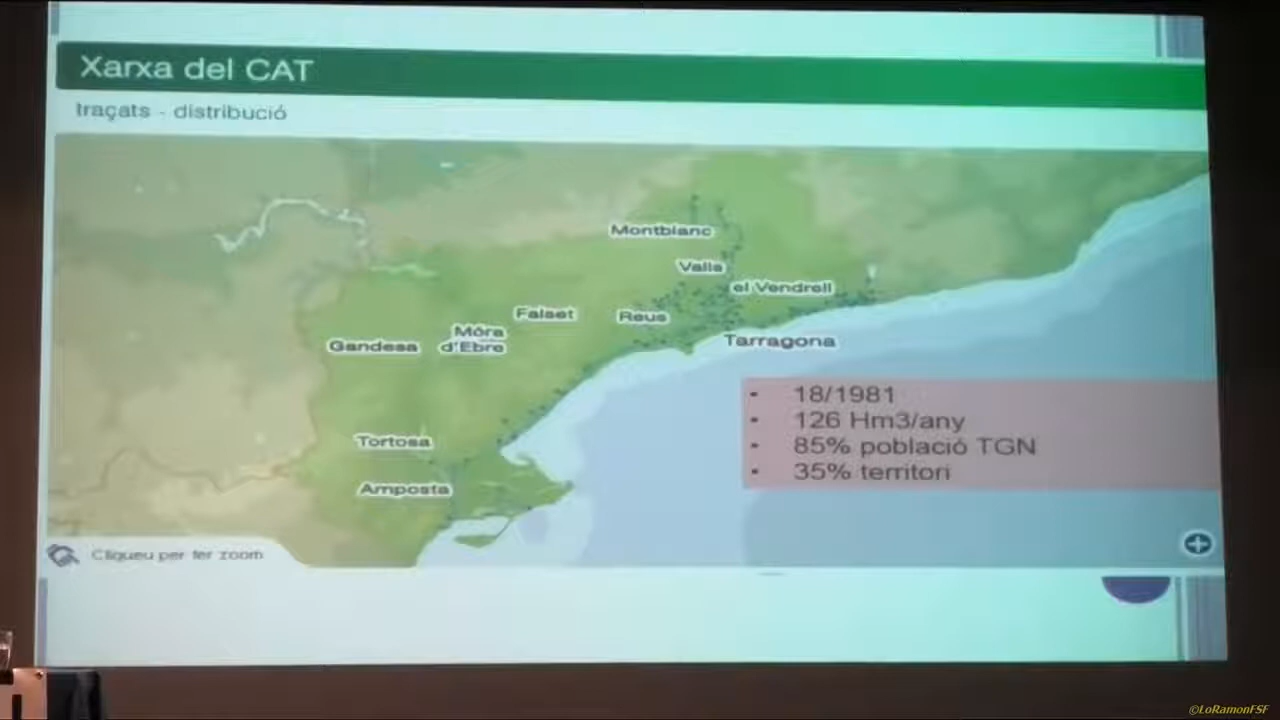 Xarxa del CAT
traçats - distribució
Montblanc
Valls
el Vendrell
Falset
Reus
Móra
d'Ebre
Gandesa
Tarragona
• 18/1981
• 126 Hm3/any
• 85% població TGN
• 35% territori
Tortosa
Amposta
Cliqueu per fer zoom
©LoRamonFSF